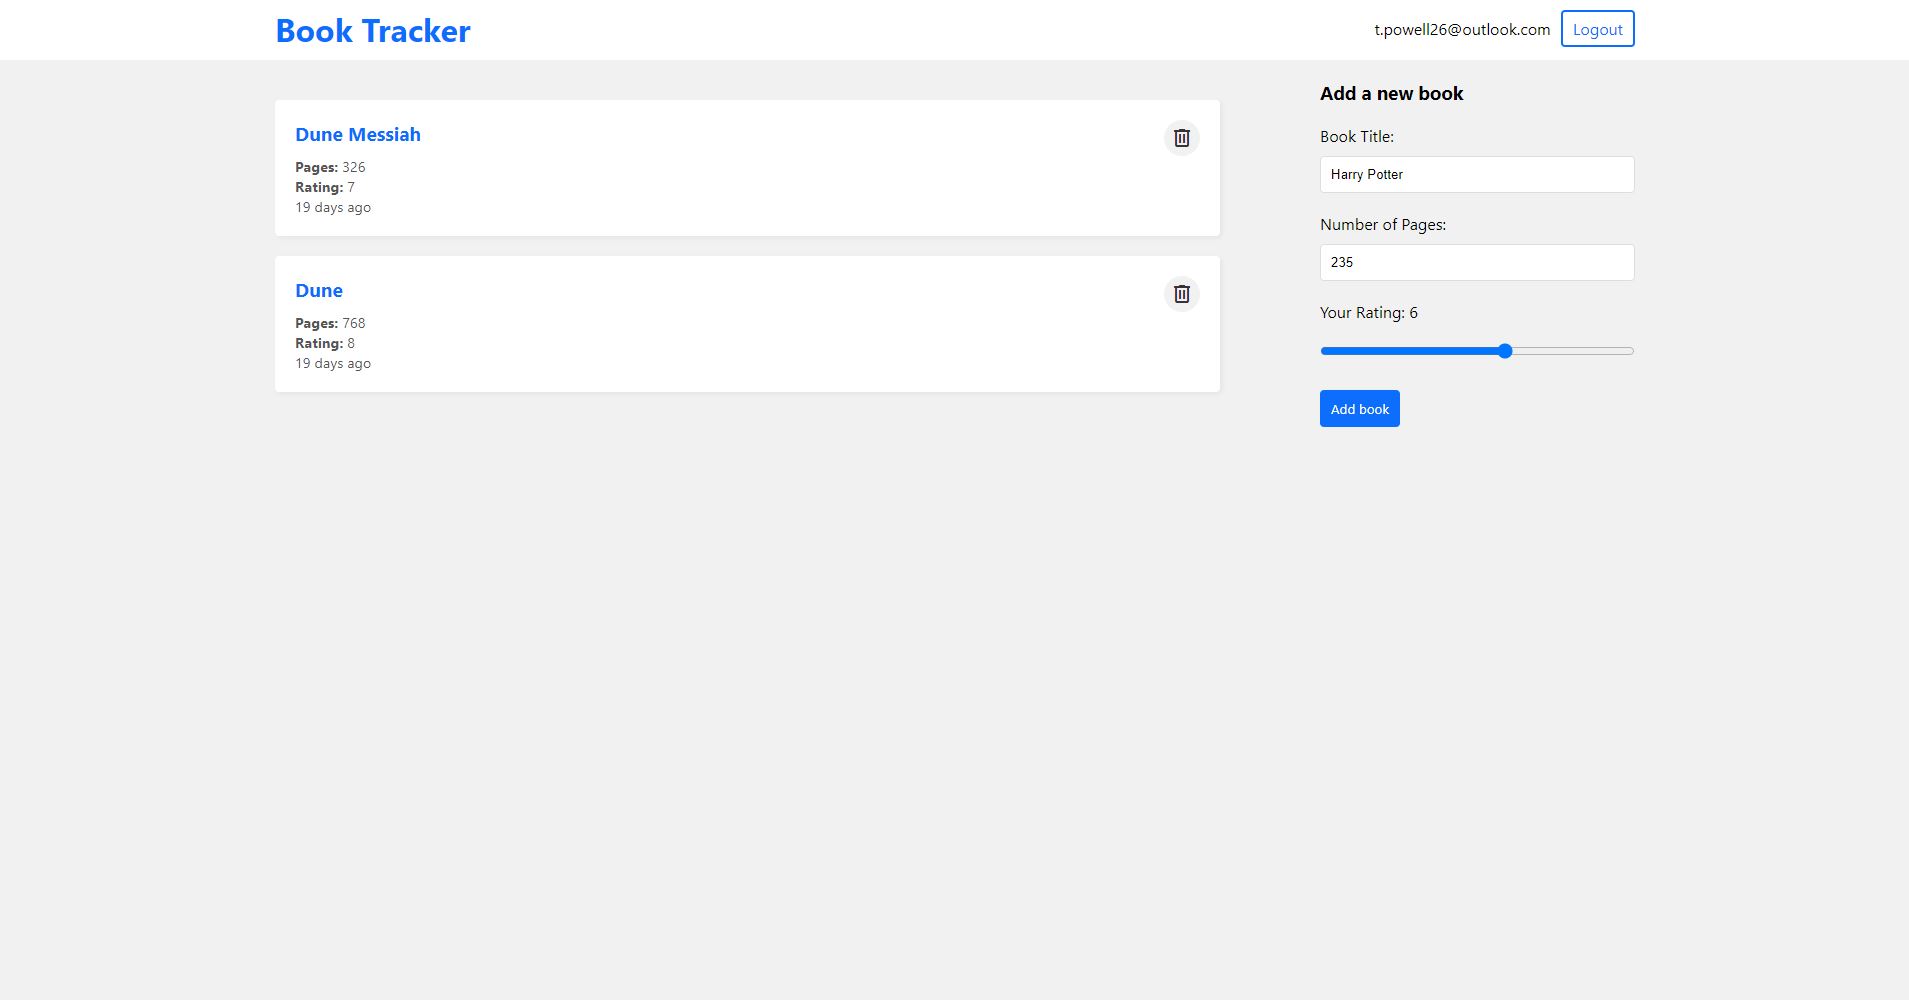 Book Tracker
t.powell26@outlook.com
Logout
Dune Messiah
Pages: 326
Rating: 7
19 days ago
Dune
Pages: 768
Rating: 8
19 days ago
Add a new book
Book Title:
Harry Potter
Number of Pages:
235
Your Rating: 6
Add book